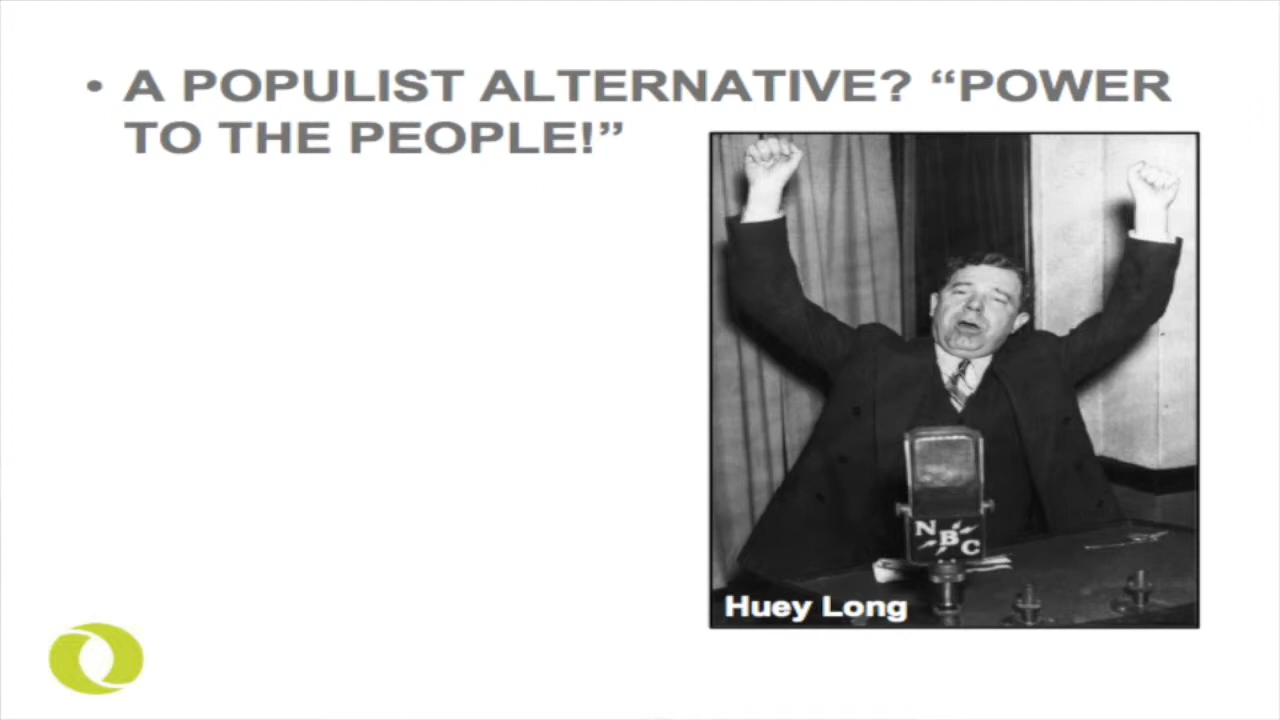 • A POPULIST ALTERNATIVE? “POWER
TO THE PEOPLE!”
NBC
Huey Long